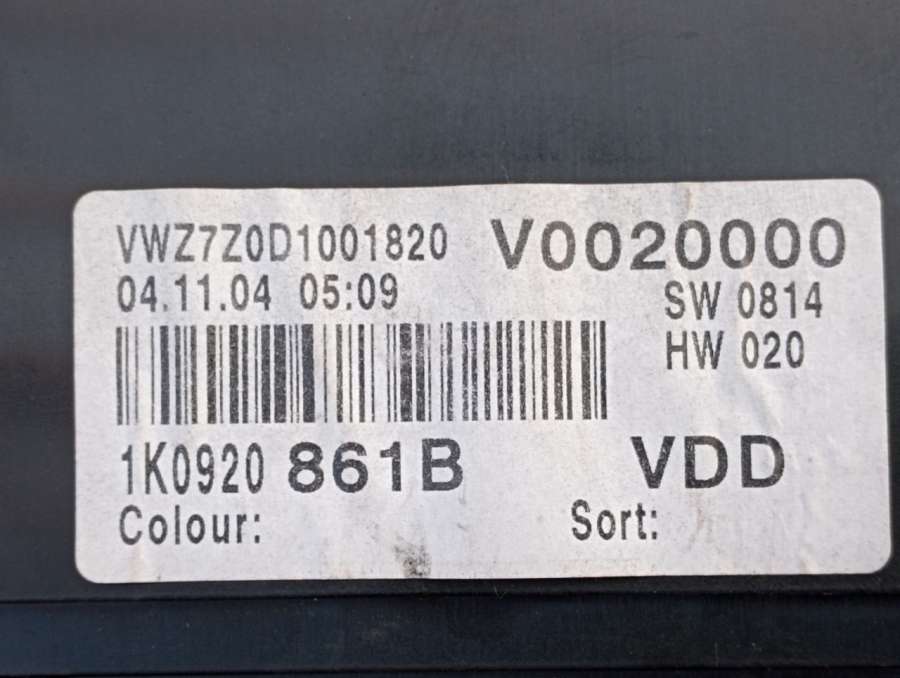 VWZ7Z0D1001820 V0020000
04.11.04 05:09 SW 0814
HW 020
1K0920 861B VDD
Colour: Sort: